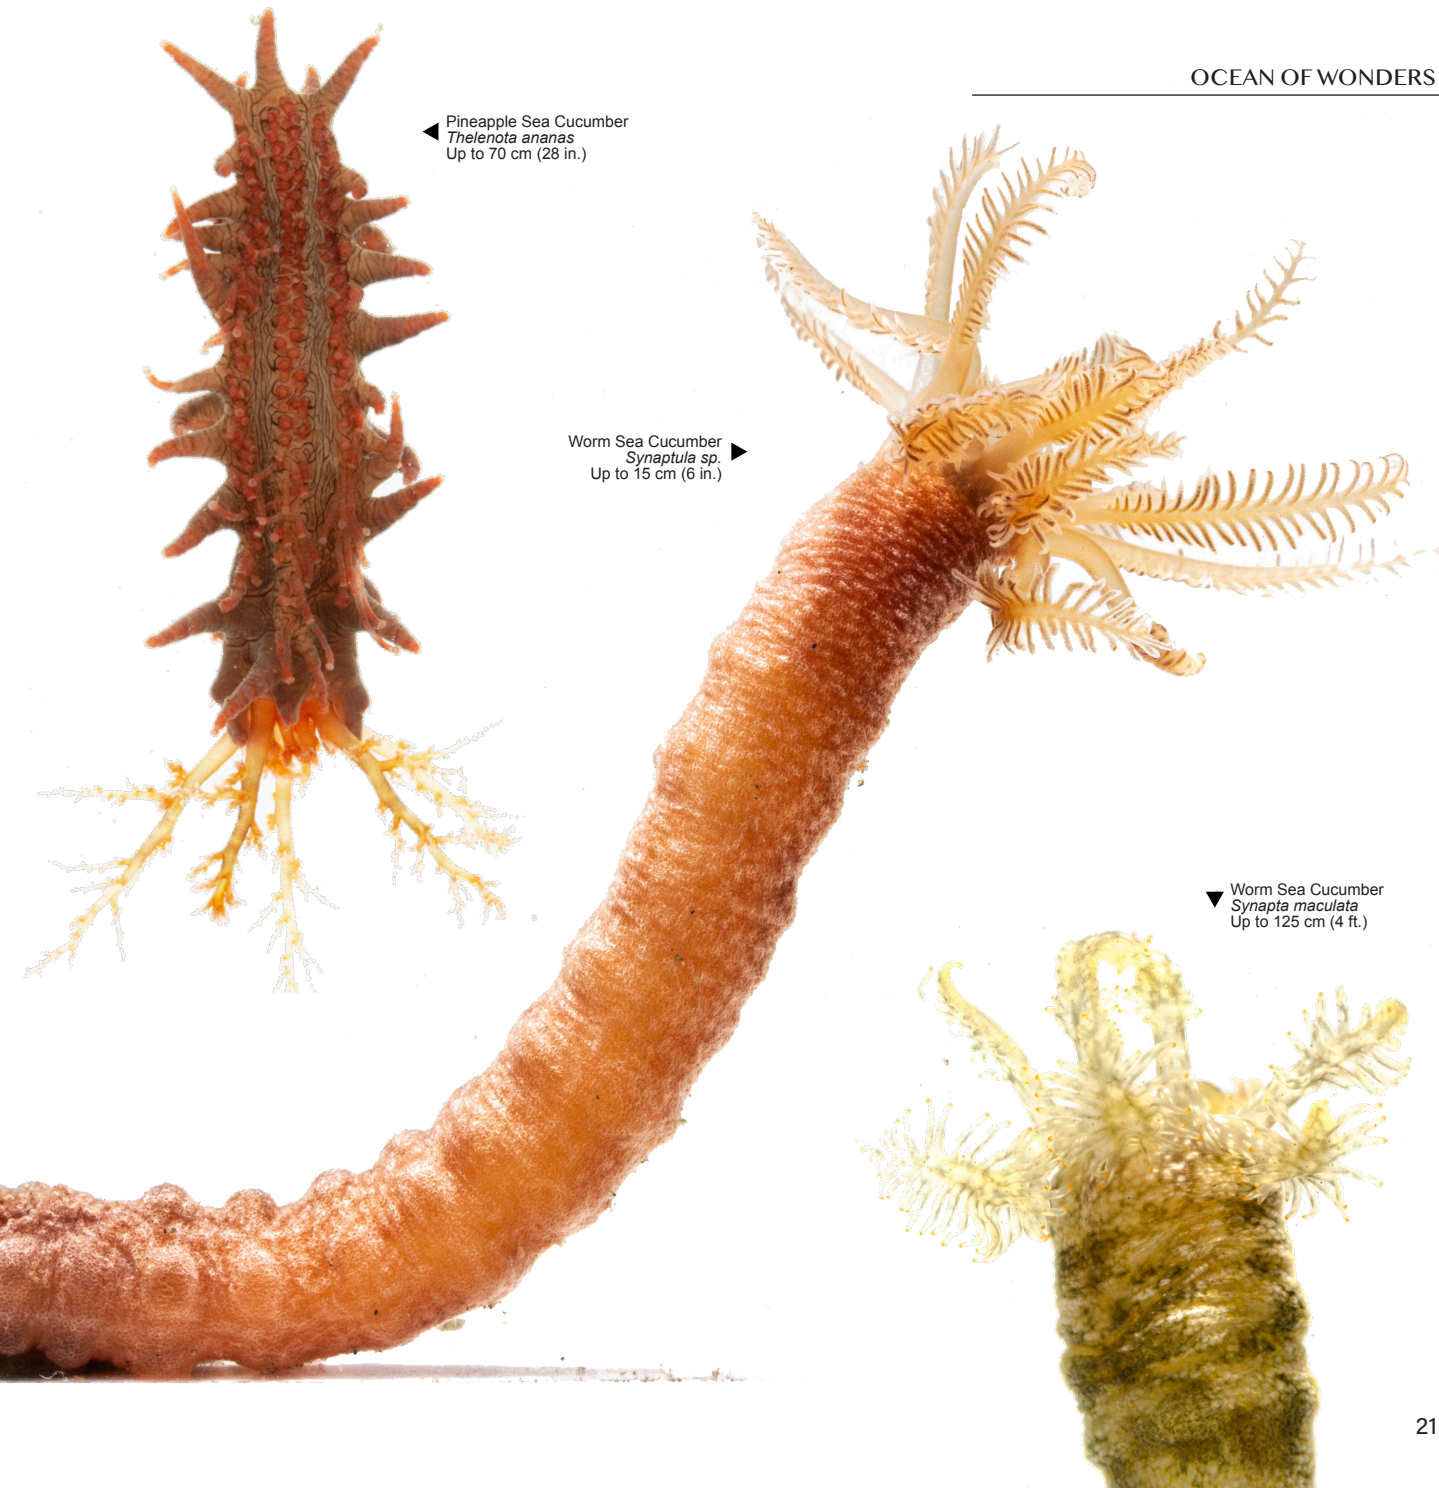 OCEAN OF WONDERS
Pineapple Sea Cucumber
Thelenota ananas
Up to 70 cm (28 in.)
Worm Sea Cucumber
Synaptula sp.
Up to 15 cm (6 in.)
Worm Sea Cucumber
Synapta maculata
Up to 125 cm (4 ft.)
21